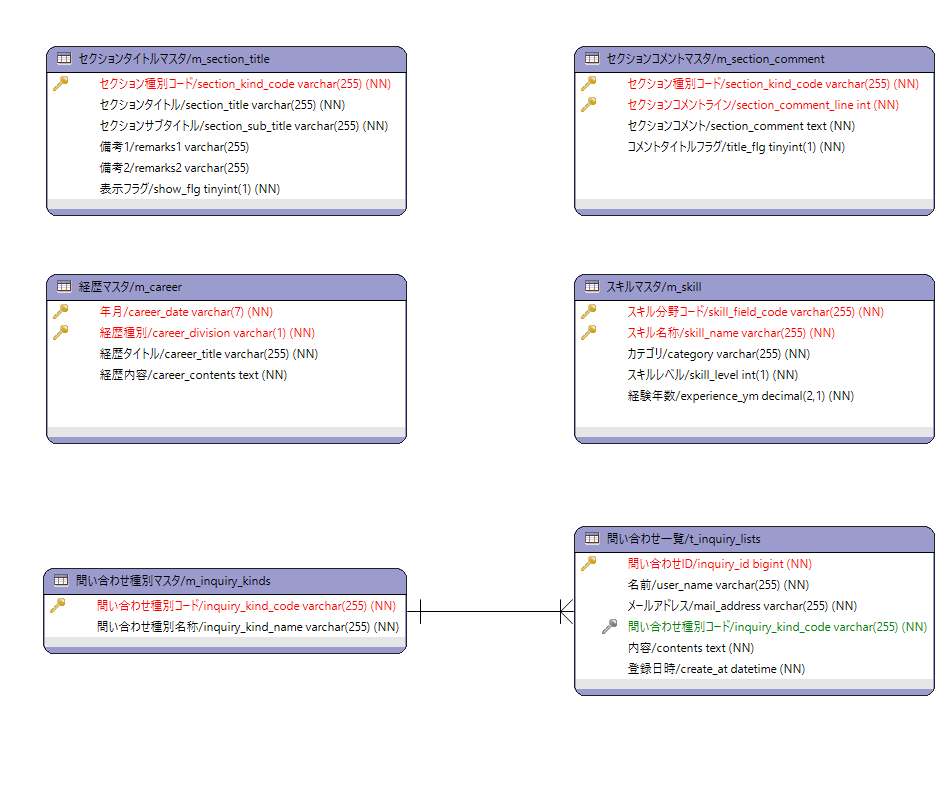 セクションタイトルマスタ/m_section_title
セクション種別コード/section_kind_code varchar(255) (NN)
セクションタイトル/section_title varchar(255) (NN)
セクションサブタイトル/section_sub_title varchar(255) (NN)
備考1/remarks1 varchar(255)
備考2/remarks2 varchar(255)
表示フラグ/show_flg tinyint(1) (NN)
セクションコメントマスタ/m_section_comment
セクション種別コード/section_kind_code varchar(255) (NN)
セクションコメントライン/section_comment_line int (NN)
セクションコメント/section_comment text (NN)
コメントタイトルフラグ/title_flg tinyint(1) (NN)
経歴マスタ/m_career
年月/career_date varchar(7) (NN)
経歴種別/career_division varchar(1) (NN)
経歴タイトル/career_title varchar(255) (NN)
経歴内容/career_contents text (NN)
スキルマスタ/m_skill
スキル分野コード/skill_field_code varchar(255) (NN)
スキル名称/skill_name varchar(255) (NN)
カテゴリ/category varchar(255) (NN)
スキルレベル/skill_level int(1) (NN)
経験年数/experience_ym decimal(2,1) (NN)
問い合わせ種別マスタ/m_inquiry_kinds
問い合わせ種別コード/inquiry_kind_code varchar(255) (NN)
問い合わせ種別名称/inquiry_kind_name varchar(255) (NN)
問い合わせ一覧/t_inquiry_lists
問い合わせID/inquiry_id bigint (NN)
名前/user_name varchar(255) (NN)
メールアドレス/mail_address varchar(255) (NN)
問い合わせ種別コード/inquiry_kind_code varchar(255) (NN)
内容/contents text (NN)
登録日時/create_at datetime (NN)